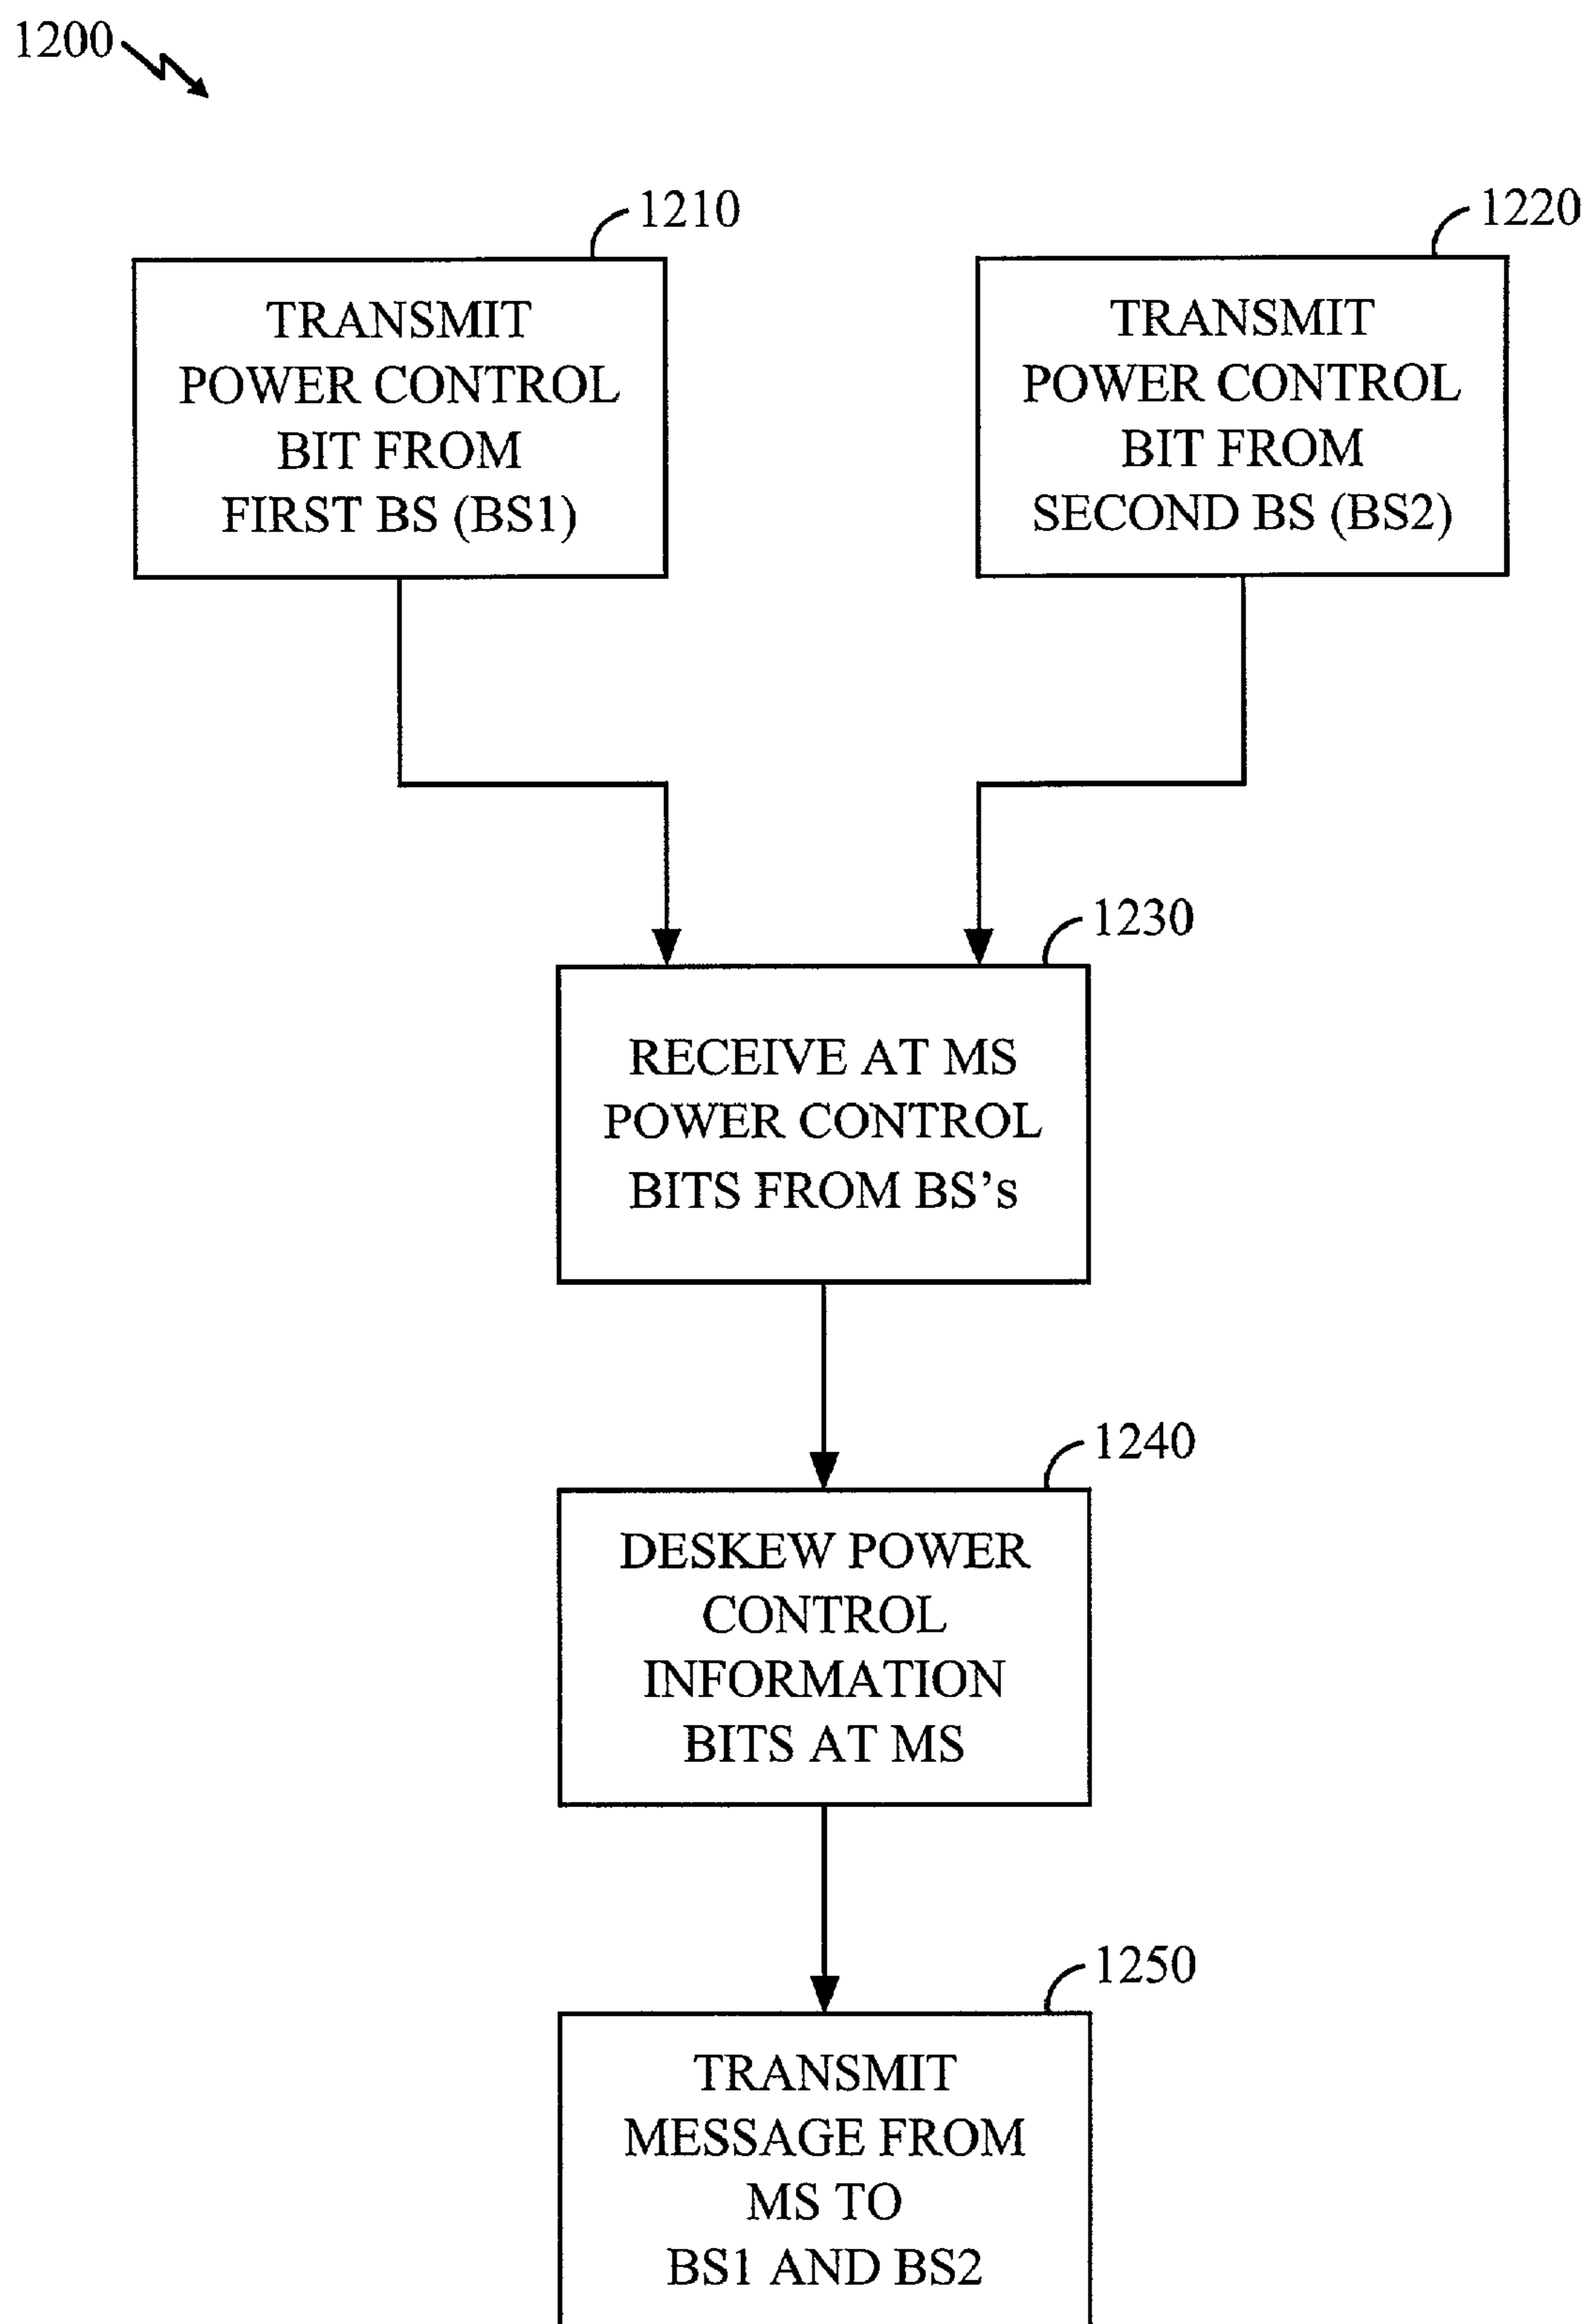 1200
1210
TRANSMIT
POWER CONTROL
BIT FROM
FIRST BS (BS1)
1220
TRANSMIT
POWER CONTROL
BIT FROM
SECOND BS (BS2)
1230
RECEIVE AT MS
POWER CONTROL
BITS FROM BS’s
1240
DESKEW POWER
CONTROL
INFORMATION
BITS AT MS
1250
TRANSMIT
MESSAGE FROM
MS TO
BS1 AND BS2